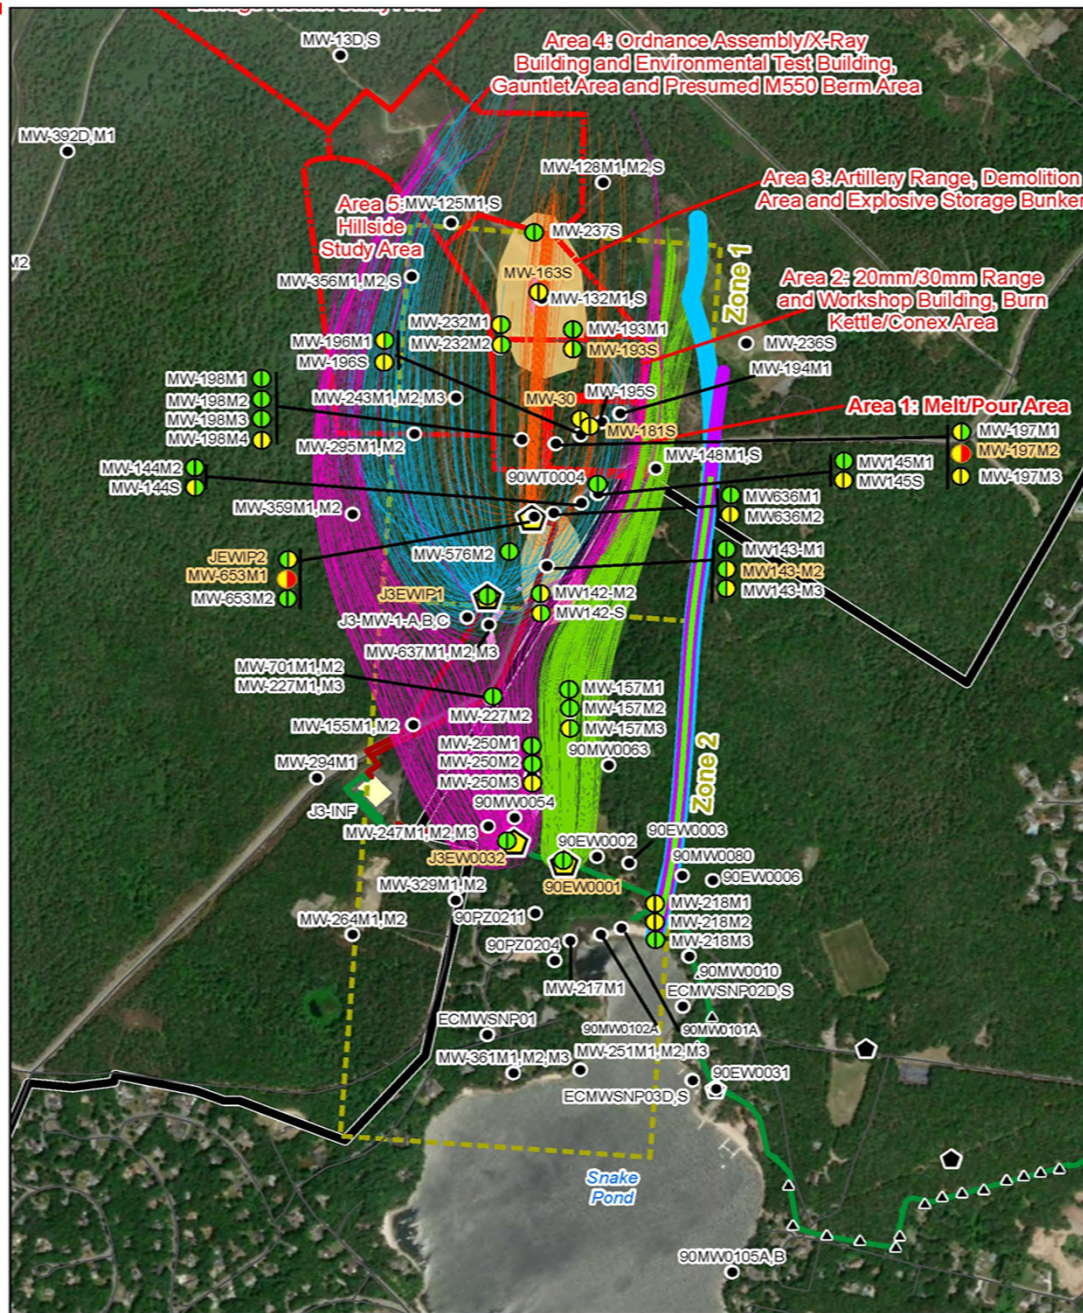 MW-13D,S
Area 4: Ordnance Assembly/X-Ray
Building and Environmental Test Building,
Gauntlet Area and Presumed M550 Berm Area
MW-392D,M1
MW-128M1,M2,S
Area 3: Artillery Range, Demolition
Area and Explosive Storage Bunker
Area 5:
Hillside
Study Area
MW-125M1,S
MW-237S
M2
MW-356M1,M2,S
MW-163S
MW-132M1,S
Zone 1
Area 2: 20mm/30mm Range
and Workshop Building, Burn
Kettle/Conex Area
MW-232M1
MW-232M2
MW-193M1
MW-193S
MW-196M1
MW-196S
MW-236S
MW-194M1
MW-198M1
MW-198M2
MW-198M3
MW-198M4
MW-243M1,M2,M3
MW-195S
MW-30
MW-181S
Area 1: Melt/Pour Area
MW-295M1,M2
MW-197M1
MW-197M2
MW-197M3
MW-148M1,S
MW-144M2
MW-144S
90WT0004
MW145M1
MW145S
MW-359M1,M2
MW636M1
MW636M2
JEWIP2
MW-653M1
MW-653M2
MW-576M2
MW143-M1
MW143-M2
MW143-M3
J3EWIP1
MW142-M2
MW142-S
J3-MW-1-A,B,C
MW-637M1,M2,M3
MW-701M1,M2
MW-227M1,M3
MW-227M2
MW-157M1
MW-157M2
MW-157M3
MW-155M1,M2
MW-250M1
MW-250M2
MW-250M3
90MW0063
Zone 2
MW-294M1
J3-INF
90MW0054
MW-247M1,M2,M3
J3EW0032
90EW0002
90EW0003
90EW0001
90MW0080
90EW0006
MW-329M1,M2
MW-218M1
MW-218M2
MW-218M3
90PZ0211
MW-264M1,M2
90PZ0204
MW-217M1
90MW0010
ECMWSNP02D,S
ECMWSNP01
90MW0102A
90MW0101A
MW-361M1,M2,M3
MW-251M1,M2,M3
90EW0031
ECMWSNP03D,S
Snake
Pond
90MW0105A,B